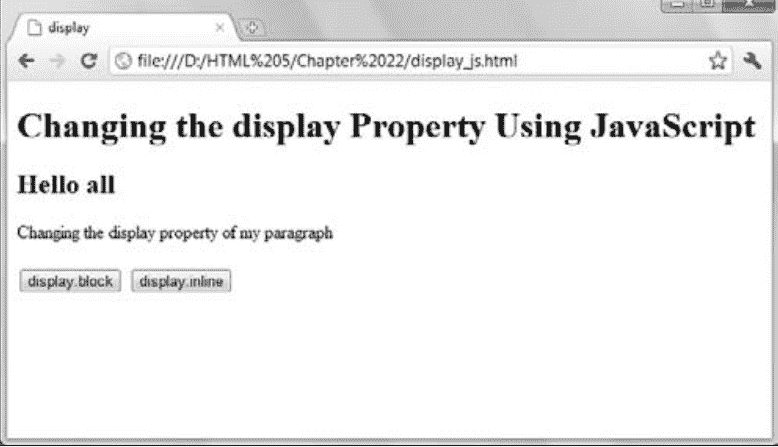 display
file:///D:/HTML%205/Chapter%2022/display_js.html
Changing the display Property Using JavaScript
Hello all
Changing the display property of my paragraph
display.block display.inline